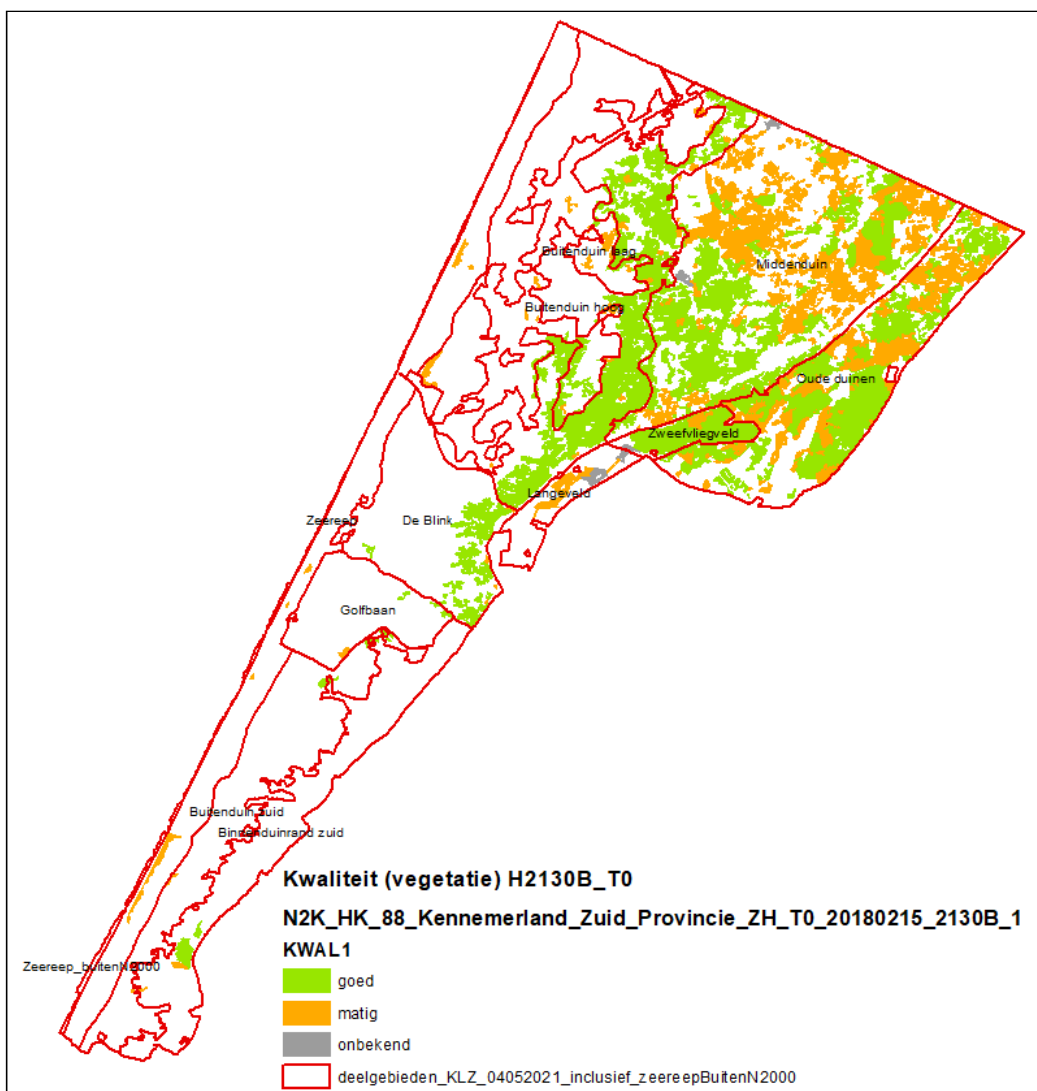 Buitenduin laag
Middenduin
Buitenduin hoog
Oude duinen
Zweefvliegveld
Langeveld
Zeereep
De Blink
Golfbaan
Buitenduin zuid
Binnenduinrand zuid
Zeereep_buitenN2000
Kwaliteit (vegetatie) H2130B_T0
N2K_HK_88_Kennemerland_Zuid_Provincie_ZH_T0_20180215_2130B_1
KWAL1
goed
matig
onbekend
deelgebieden_KLZ_04052021_inclusief_zeereepBuitenN2000